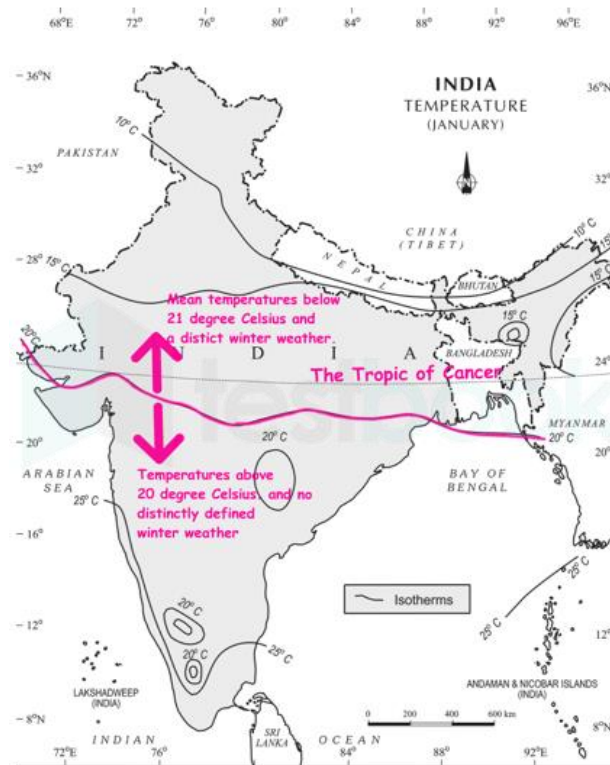 68°E 72° 76° 80° 84° 88° 92° 96°E
36°N
36°N
INDIA
TEMPERATURE
(JANUARY)
10° C
PAKISTAN
32°
32°
CHINA
(TIBET)
10° C
15° C
28°
NEPAL
BHUTAN
15° C
15° C
Mean temperatures below
21 degree Celsius and
a distict winter weather.
20° C
I N D I A
BANGLADESH
24°
The Tropic of Cancer
testbook
MYANMAR
20° C
20°
20°
20° C
ARABIAN
SEA
BAY OF
BENGAL
25° C
Temperatures above
20 degree Celsius, and no
distinctly defined
winter weather
16°
25° C
Isotherms
12°
12°
20° C
20° C
25° C
25° C
LAKSHADWEEP
(INDIA)
ANDAMAN & NICOBAR ISLANDS
(INDIA)
8°N
8°N
0 200 400 600 km
SRI
LANKA
INDIAN OCEAN
72° 76° 84° 88° 92°E